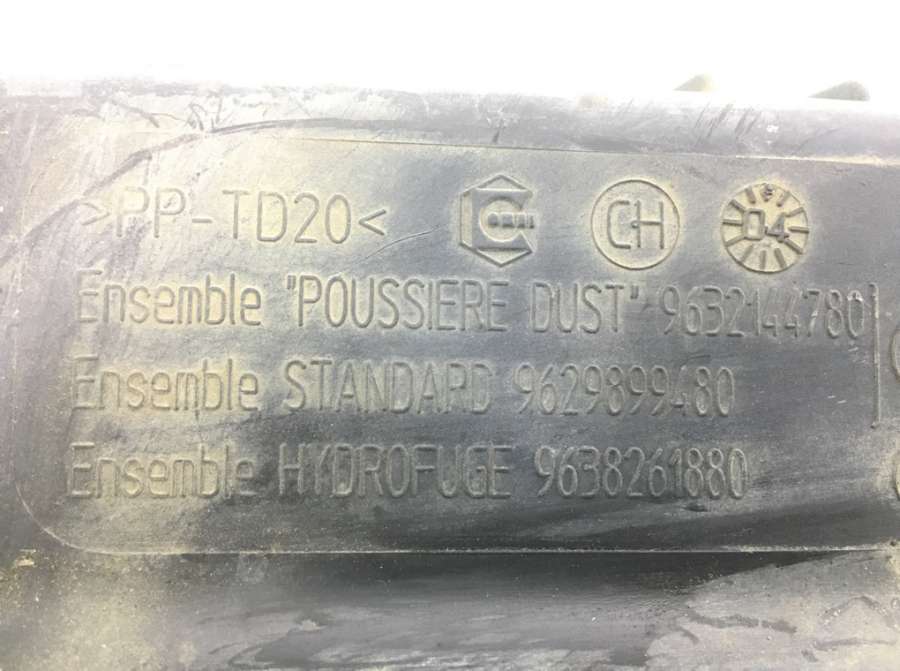 >PP-TD20< CH 04
Ensemble "POUSSIERE DUST" 9632144780
Ensemble STANDARD 9629899480
Ensemble HYDROFUGE 9638261880